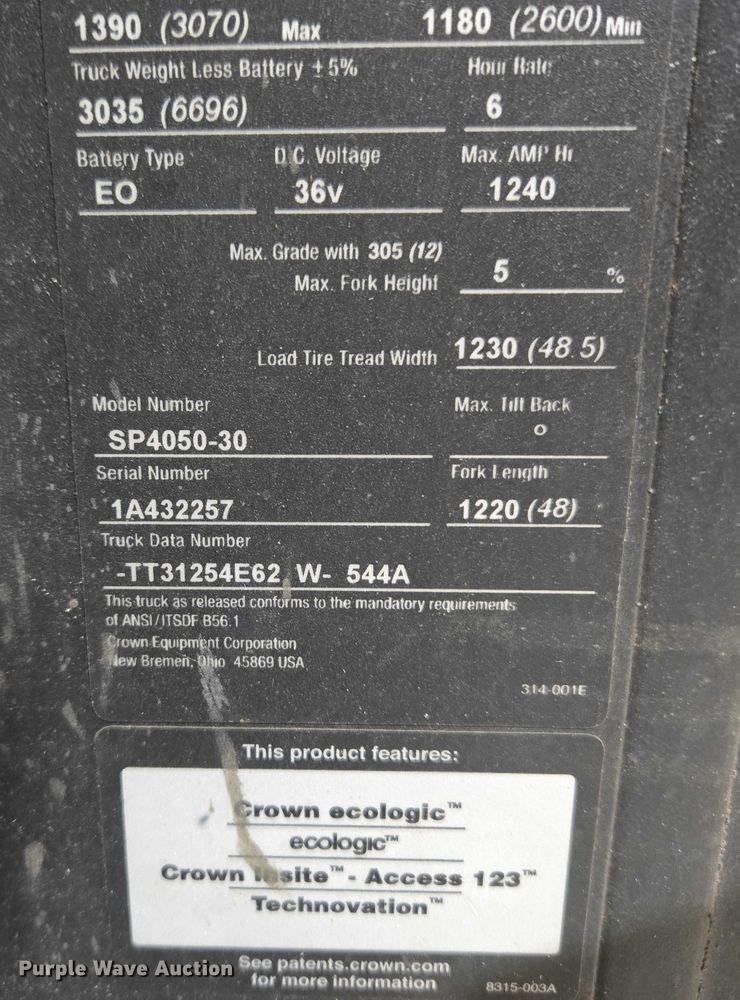 1390 (3070) Max 1180 (2600) Min
Truck Weight Less Battery ± 5% Hour Rate
3035 (6696) 6
Battery Type D.C. Voltage Max. AMP Hr
EO 36v 1240
Max. Grade with 305 (12)
Max. Fork Height 5 %
Load Tire Tread Width 1230 (48.5)
Model Number Max. Tilt Back
SP4050-30 °
Serial Number Fork Length
1A432257 1220 (48)
Truck Data Number
-TT31254E62 W- 544A
This truck as released conforms to the mandatory requirements
of ANSI/ITSDF B56.1
Crown Equipment Corporation
New Bremen, Ohio 45869 USA
314-001E
This product features:
Crown ecologic™
ecologic™
Crown Insite™ - Access 123™
Technovation™
See patents.crown.com
for more information
8315-003A
Purple Wave Auction